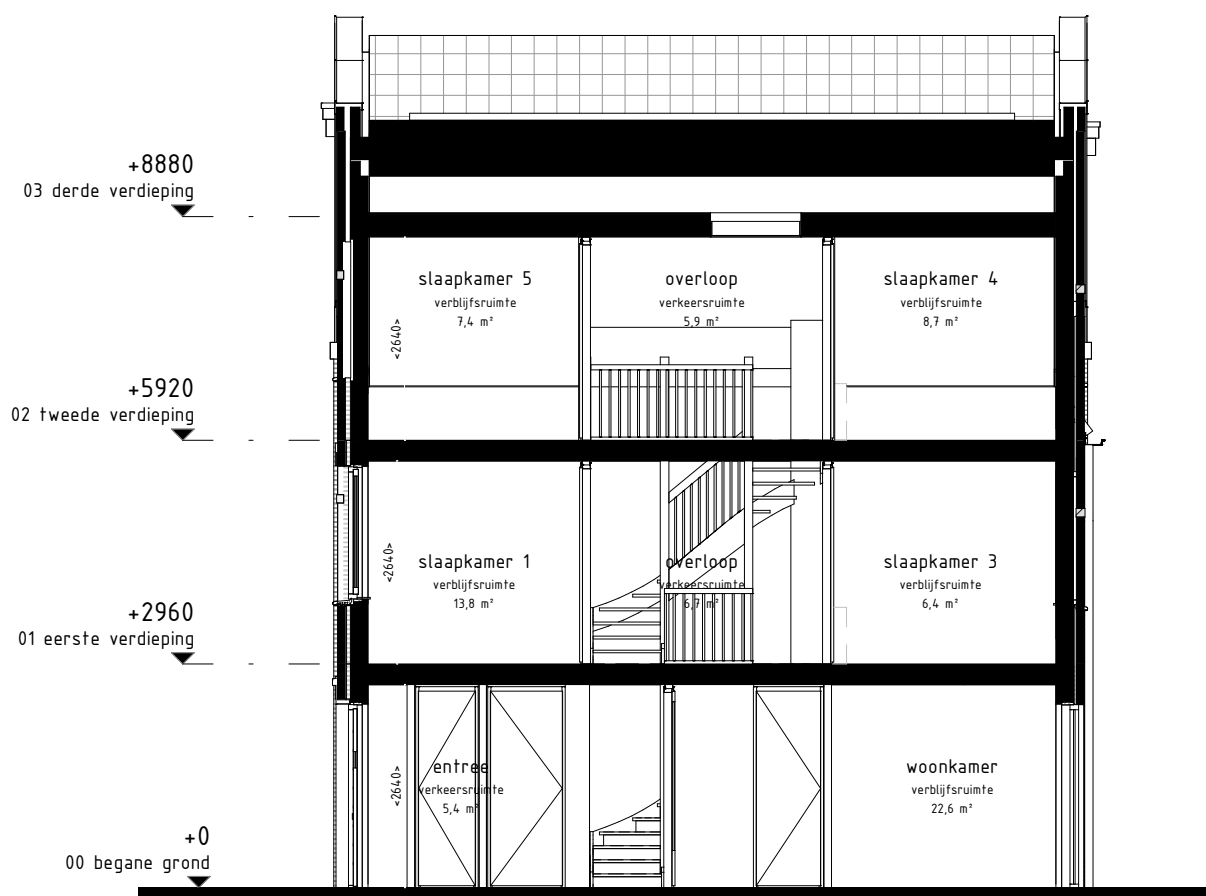 +8880
03 derde verdieping
slaapkamer 5
verblijfsruimte
7,4 m²
overloop
verkeersruimte
5,9 m²
slaapkamer 4
verblijfsruimte
8,7 m²
<2640>
+5920
02 tweede verdieping
slaapkamer 1
verblijfsruimte
13,8 m²
overloop
verkeersruimte
6,7 m²
slaapkamer 3
verblijfsruimte
6,4 m²
<2640>
+2960
01 eerste verdieping
entree
verkeersruimte
5,4 m²
woonkamer
verblijfsruimte
22,6 m²
<2640>
+0
00 begane grond